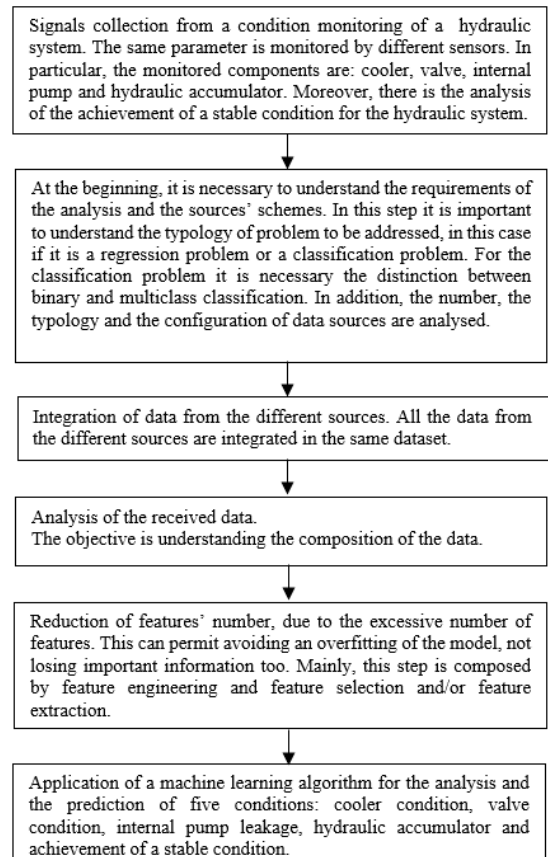 Signals collection from a condition monitoring of a hydraulic
system. The same parameter is monitored by different sensors. In
particular, the monitored components are: cooler, valve, internal
pump and hydraulic accumulator. Moreover, there is the analysis
of the achievement of a stable condition for the hydraulic system.
At the beginning, it is necessary to understand the requirements of
the analysis and the sources' schemes. In this step it is important
to understand the typology of problem to be addressed, in this case
if it is a regression problem or a classification problem. For the
classification problem it is necessary the distinction between
binary and multiclass classification. In addition, the number, the
typology and the configuration of data sources are analysed.
Integration of data from the different sources. All the data from
the different sources are integrated in the same dataset.
Analysis of the received data.
The objective is understanding the composition of the data.
Reduction of features' number, due to the excessive number of
features. This can permit avoiding an overfitting of the model, not
losing important information too. Mainly, this step is composed
by feature engineering and feature selection and/or feature
extraction.
Application of a machine learning algorithm for the analysis and
the prediction of five conditions: cooler condition, valve
condition, internal pump leakage, hydraulic accumulator and
achievement of a stable condition.